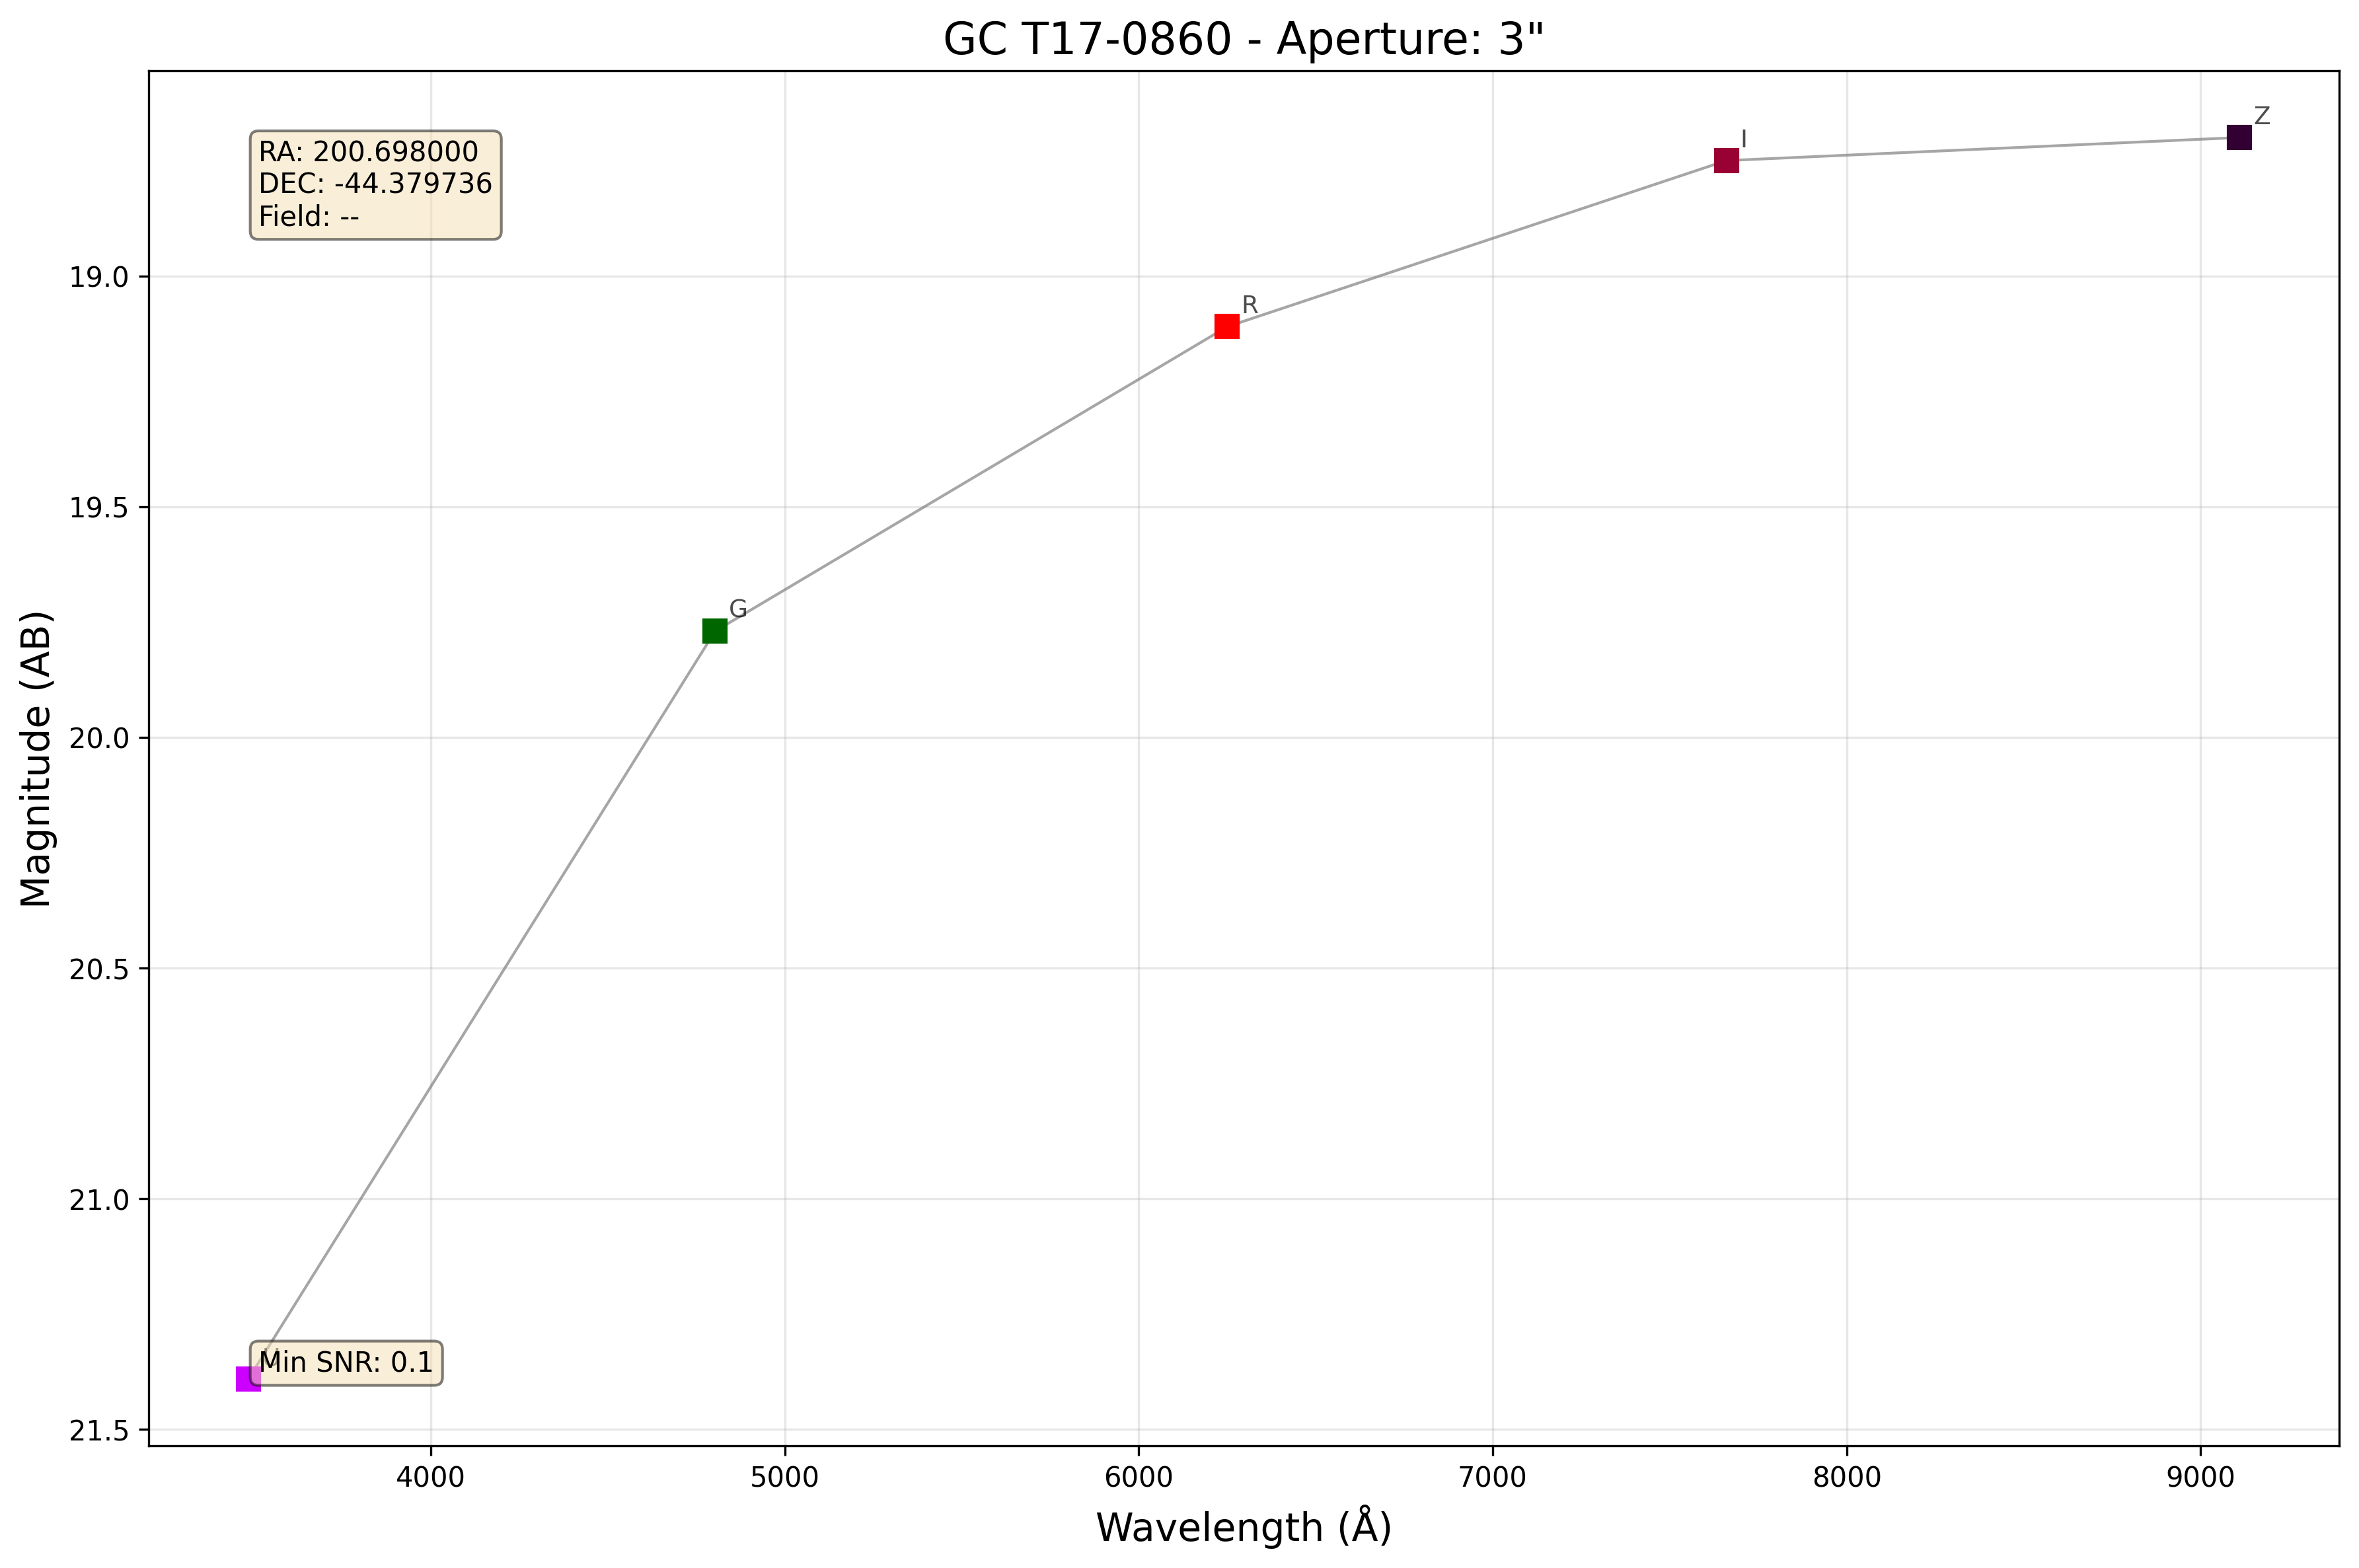 GC T17-0860 - Aperture: 3"
RA: 200.698000
DEC: -44.379736
Field: --
Z
I
R
G
Min SNR: 0.1
Magnitude (AB)
19.0
19.5
20.0
20.5
21.0
21.5
4000
5000
6000
7000
8000
9000
Wavelength (Å)